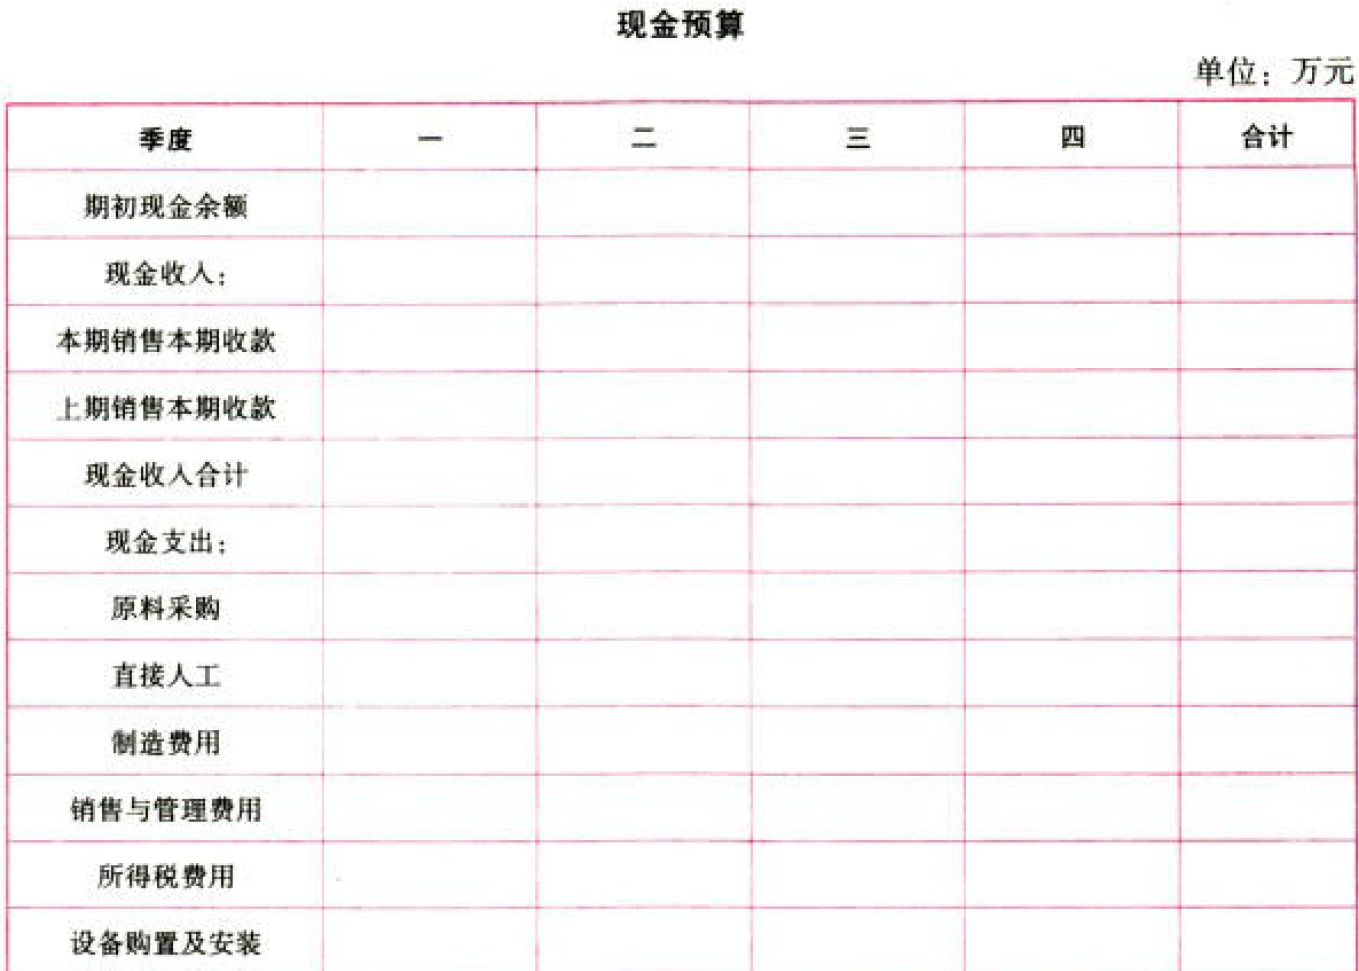 现金预算
单位：万元
季度 一 二 三 四 合计
期初现金余额
现金收入：
本期销售本期收款
上期销售本期收款
现金收入合计
现金支出：
原料采购
直接人工
制造费用
销售与管理费用
所得税费用
设备购置及安装